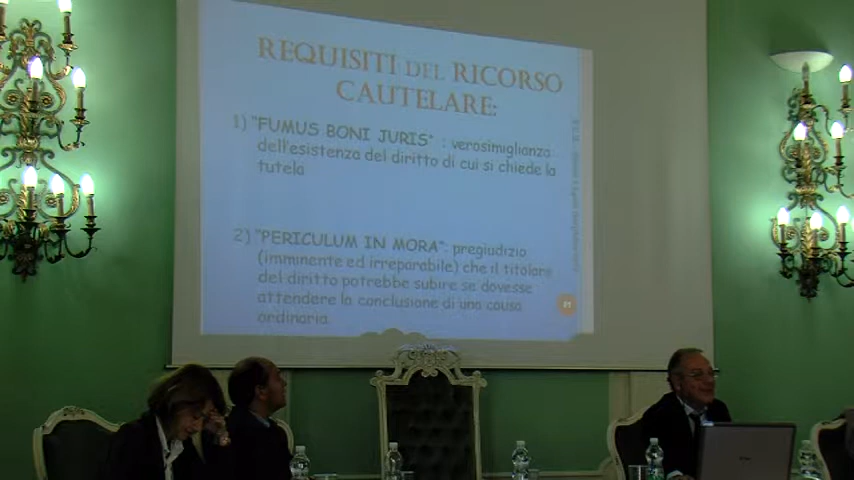 REQUISITI DEL RICORSO
CAUTELARE:
1) "FUMUS BONI JURIS" : verosimiglianza
dell'esistenza del diritto di cui si chiede la
tutela
2) "PERICULUM IN MORA": pregiudizio
(imminente ed irreparabile) che il titolare
del diritto potrebbe subire se dovesse
attendere la conclusione di una causa
ordinaria.